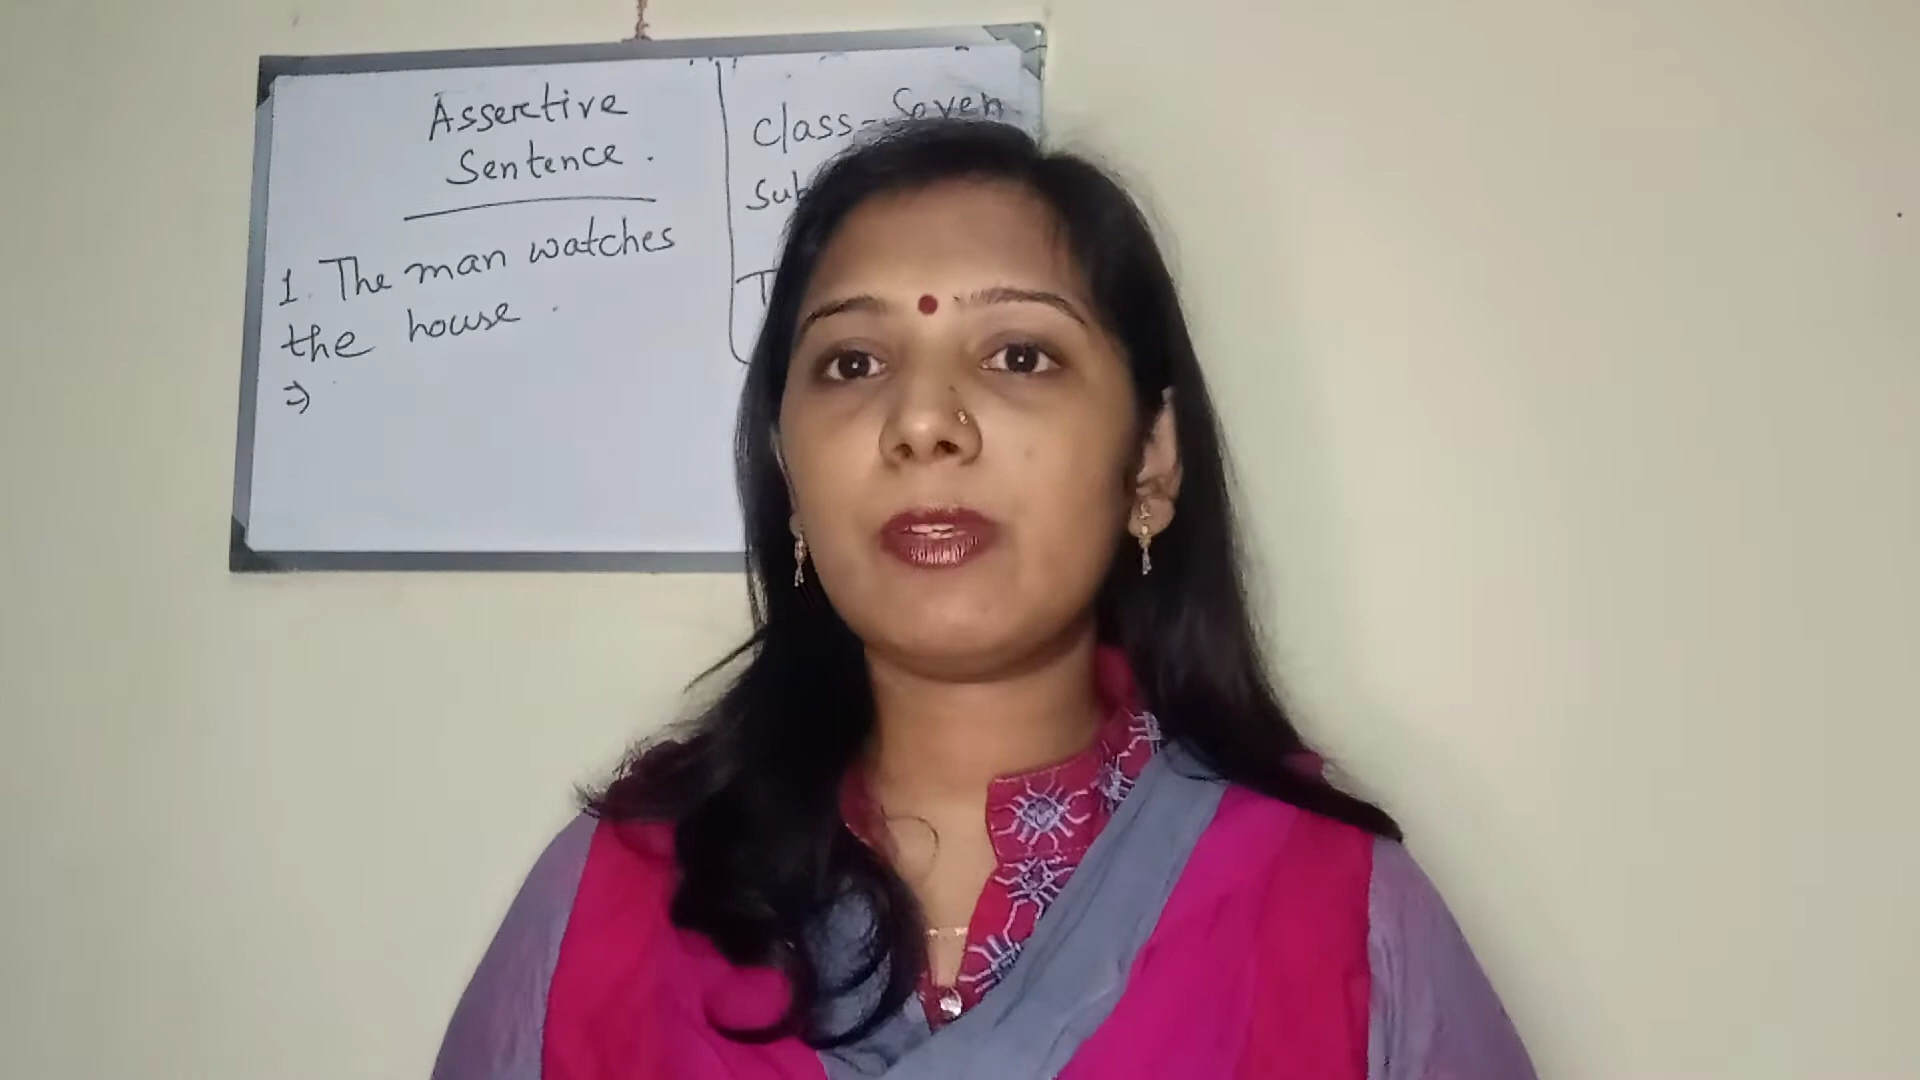 Assertive
Sentence.
1. The man watches
the house.
⇒
Class - Seven